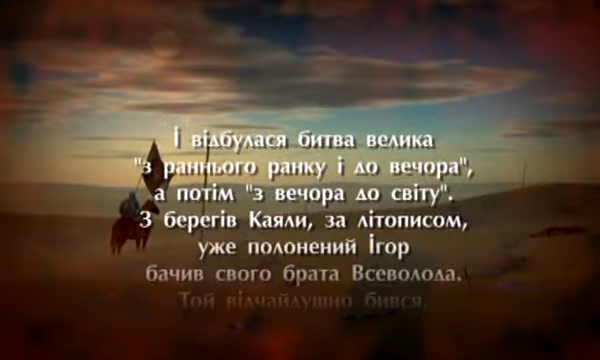 І відбулася битва велика
"з раннього ранку і до вечора",
а потім "з вечора до світу".
З берегів Каяли, за літописом,
уже полонений Ігор
бачив свого брата Всеволода.
Той відчайдушно бився,